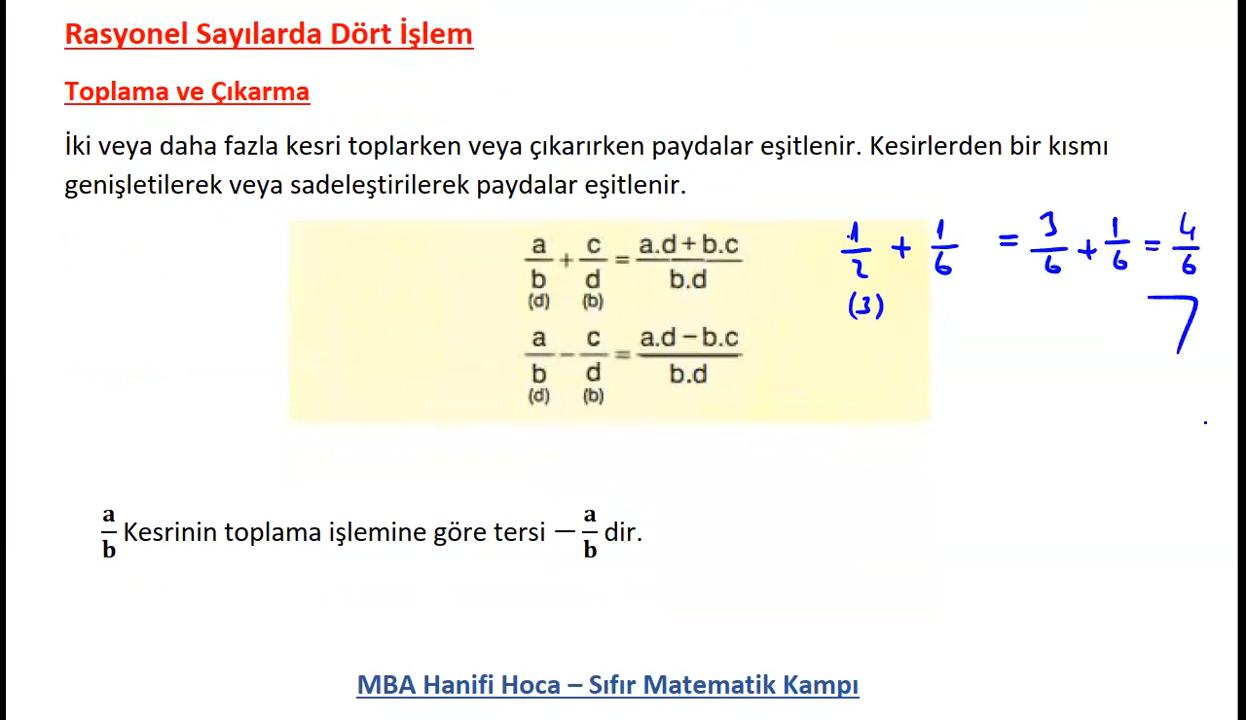 Rasyonel Sayılarda Dört İşlem
Toplama ve Çıkarma
İki veya daha fazla kesri toplarken veya çıkarırken paydalar eşitlenir. Kesirlerden bir kısmı
genişletilerek veya sadeleştirilerek paydalar eşitlenir.
a/b (d) + c/d (b) = a.d + b.c / b.d
1/2 (3) + 1/6 = 3/6 + 1/6 = 4/6
7
a/b (d) − c/d (b) = a.d − b.c / b.d
a/b Kesrinin toplama işlemine göre tersi − a/b dir.
MBA Hanifi Hoca – Sıfır Matematik Kampı